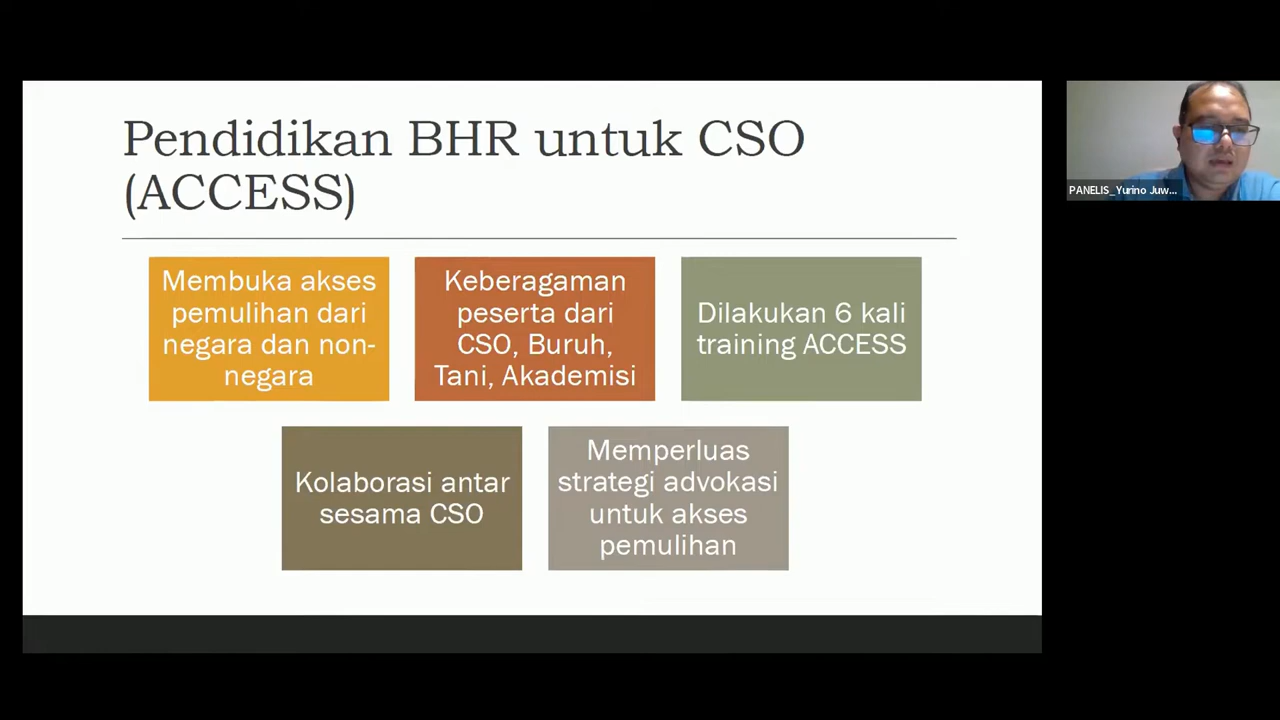 Pendidikan BHR untuk CSO
(ACCESS)
Membuka akses
pemulihan dari
negara dan non-
negara
Keberagaman
peserta dari
CSO, Buruh,
Tani, Akademisi
Dilakukan 6 kali
training ACCESS
Kolaborasi antar
sesama CSO
Memperluas
strategi advokasi
untuk akses
pemulihan
PANELIS_Yurino Juw...